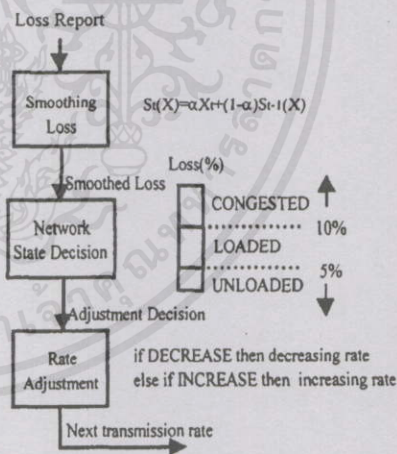 Loss Report
Smoothing
Loss
St(X)=αXt+(1-α)St-1(X)
Smoothed Loss
Loss(%)
Network
State Decision
CONGESTED
10%
LOADED
5%
UNLOADED
Adjustment Decision
Rate
Adjustment
if DECREASE then decreasing rate
else if INCREASE then increasing rate
Next transmission rate